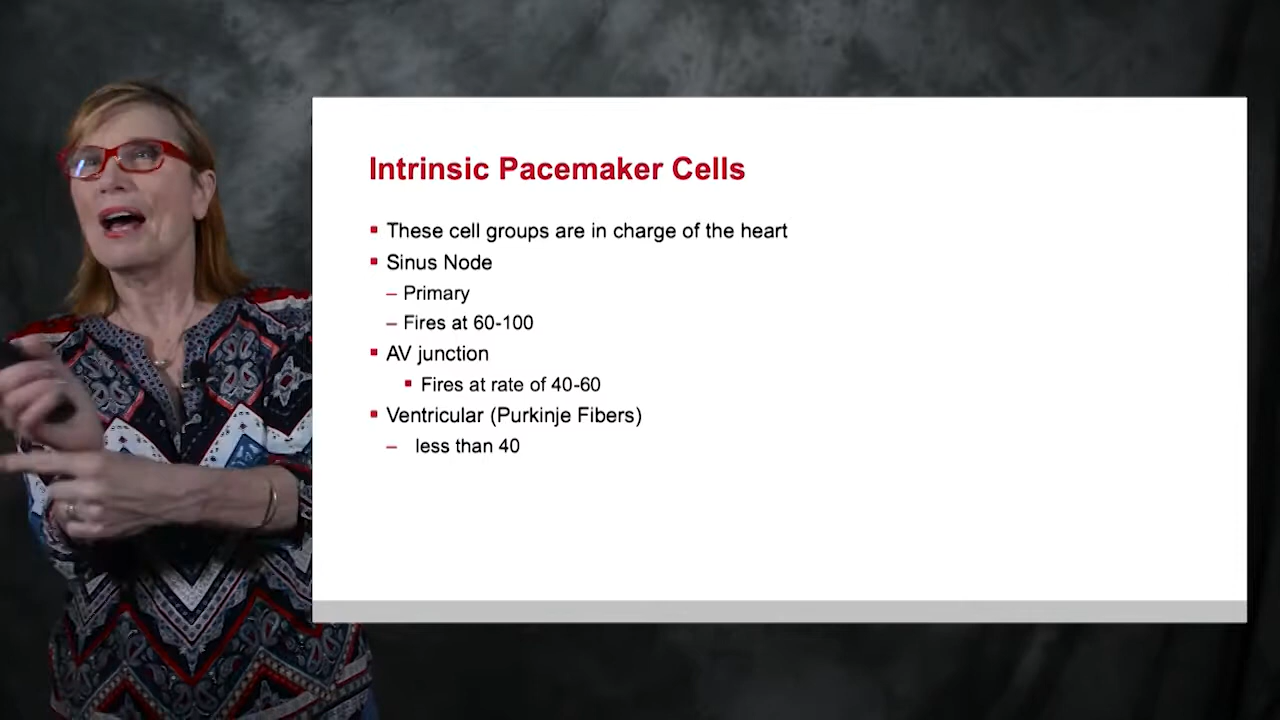 Intrinsic Pacemaker Cells
▪ These cell groups are in charge of the heart
▪ Sinus Node
– Primary
– Fires at 60-100
▪ AV junction
▪ Fires at rate of 40-60
▪ Ventricular (Purkinje Fibers)
– less than 40